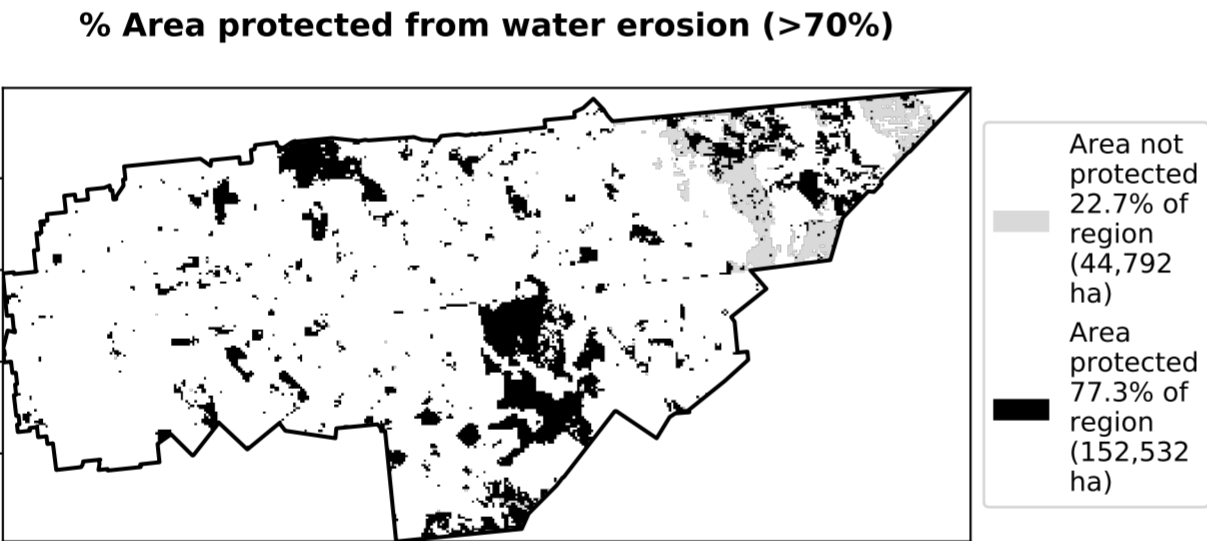 % Area protected from water erosion (>70%)
Area not
protected
22.7% of
region
(44,792
ha)
Area
protected
77.3% of
region
(152,532
ha)